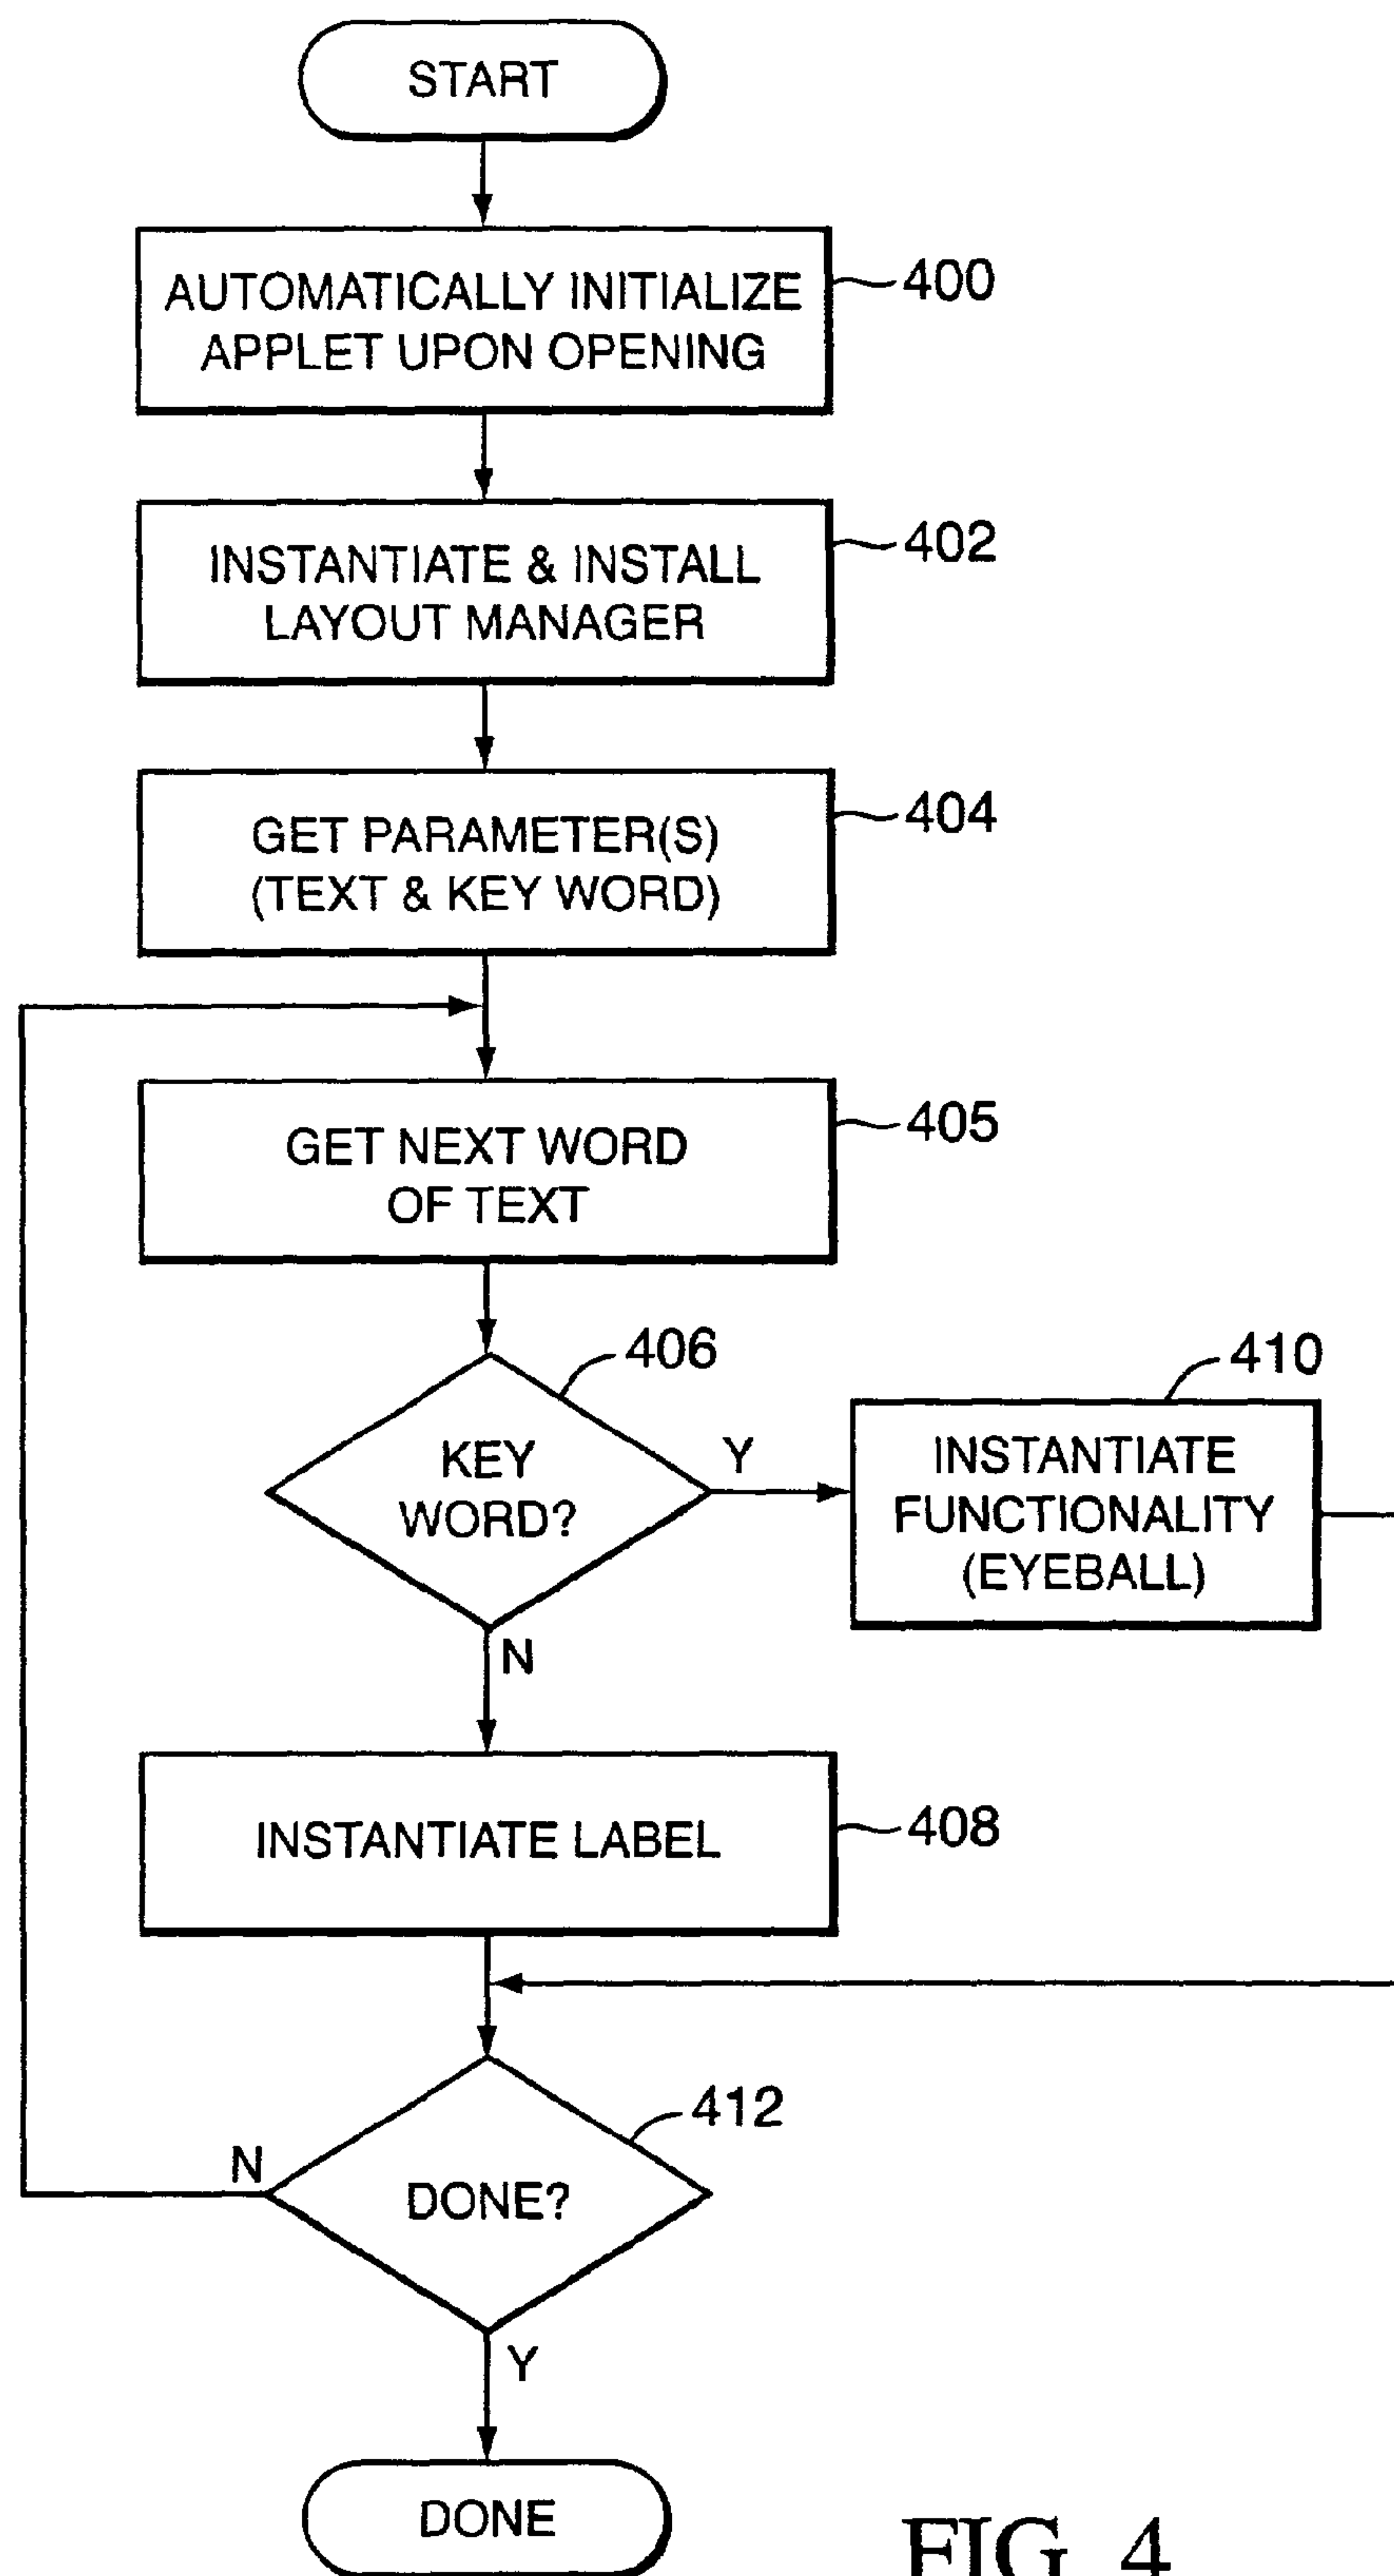 START
AUTOMATICALLY INITIALIZE
APPLET UPON OPENING
400
INSTANTIATE & INSTALL
LAYOUT MANAGER
402
GET PARAMETER(S)
(TEXT & KEY WORD)
404
GET NEXT WORD
OF TEXT
405
406
KEY
WORD?
Y
N
410
INSTANTIATE
FUNCTIONALITY
(EYEBALL)
INSTANTIATE LABEL
408
412
DONE?
N
Y
DONE
FIG. 4